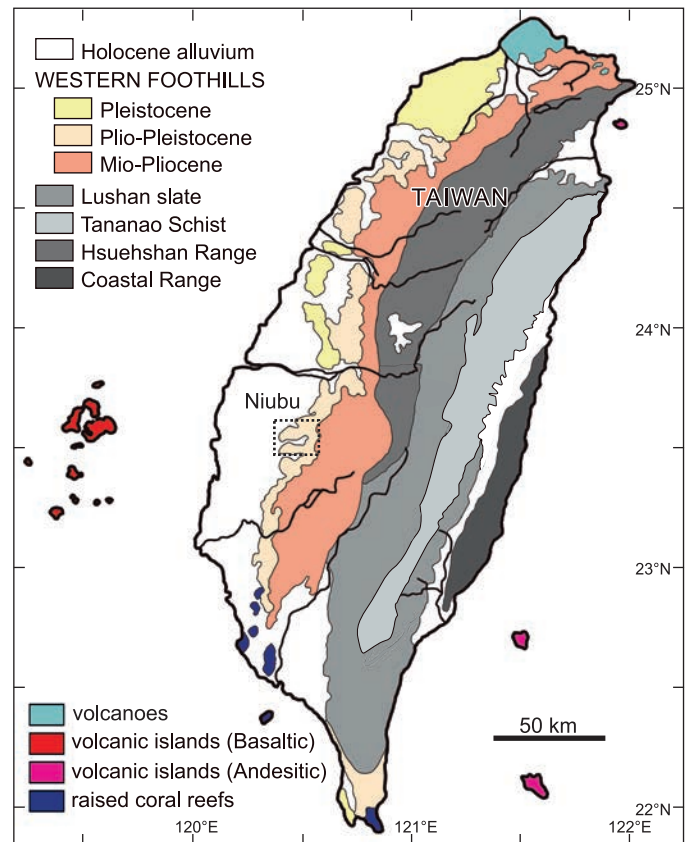 Holocene alluvium
WESTERN FOOTHILLS
Pleistocene
Plio-Pleistocene
Mio-Pliocene
Lushan slate
Tananao Schist
Hsuehshan Range
Coastal Range
25°N
TAIWAN
24°N
Niubu
23°N
volcanoes
volcanic islands (Basaltic)
volcanic islands (Andesitic)
raised coral reefs
50 km
22°N
120°E
121°E
122°E